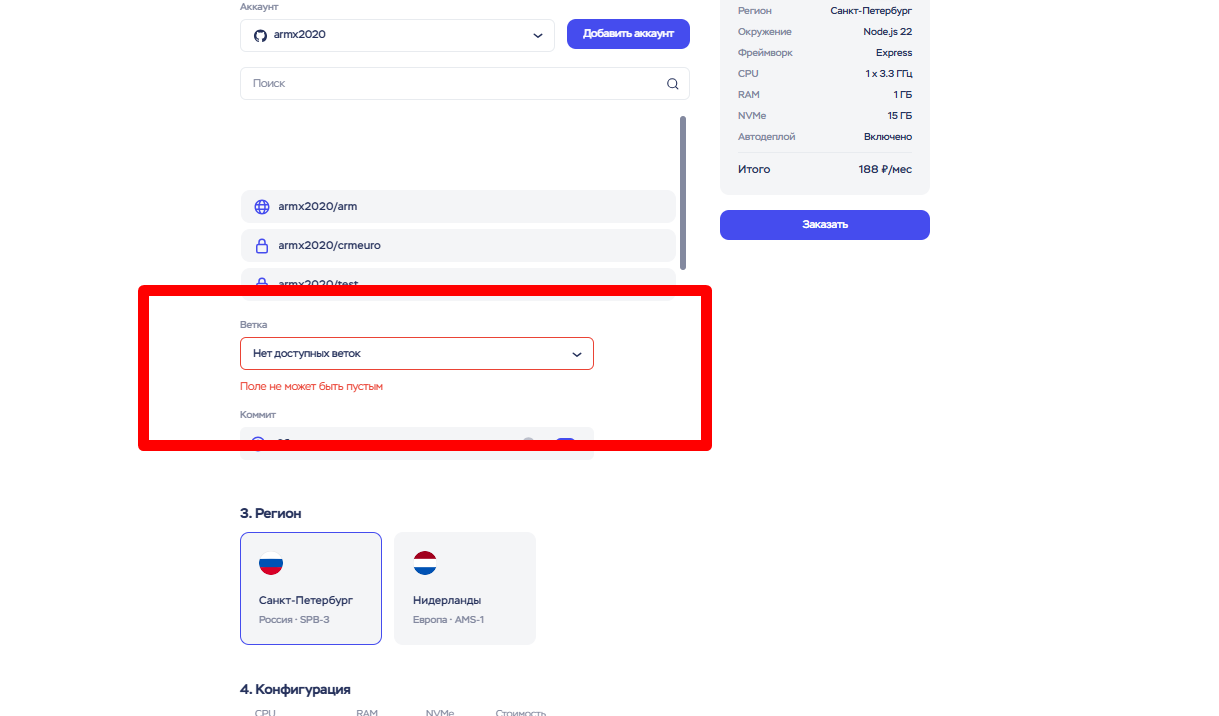 Аккаунт
armx2020
Добавить аккаунт
Поиск
armx2020/arm
armx2020/crmeuro
armx2020/test
Ветка
Нет доступных веток
Поле не может быть пустым
Коммит
3. Регион
Санкт-Петербург
Россия · SPB-3
Нидерланды
Европа · AMS-1
4. Конфигурация
CPU RAM NVMe Стоимость
Регион Санкт-Петербург
Окружение Node.js 22
Фреймворк Express
CPU 1 x 3.3 ГГц
RAM 1 ГБ
NVMe 15 ГБ
Автодеплой Включено
Итого 188 ₽/мес
Заказать